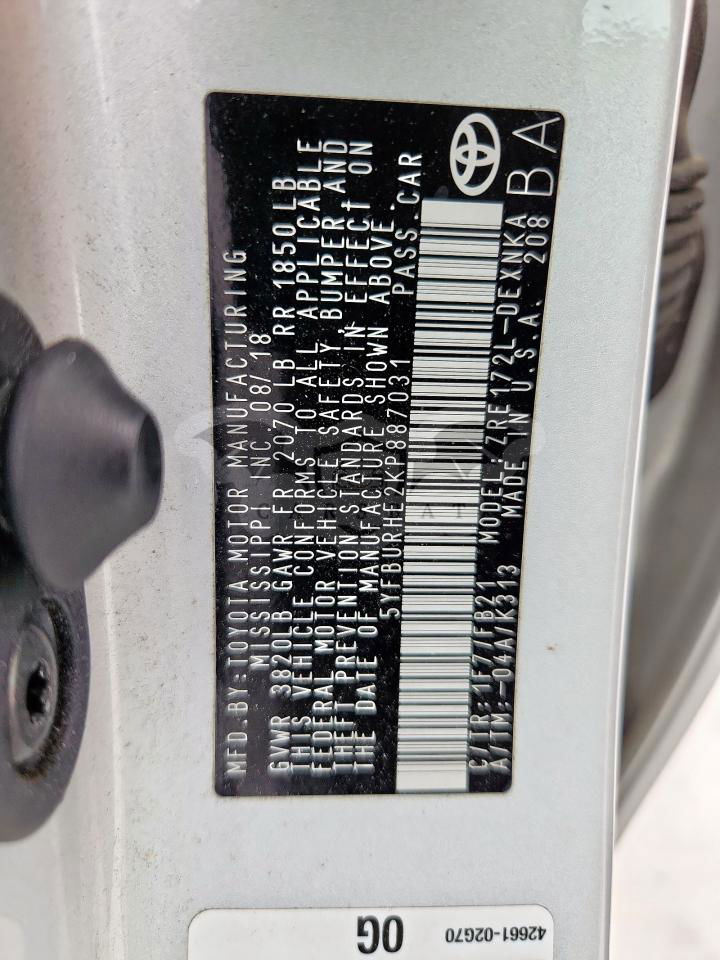 MFD. BY: TOYOTA MOTOR MANUFACTURING
MISSISSIPPI INC. 08/18
GVWR 3820LB GAWR FR 2070 LB RR 1850 LB
THIS VEHICLE CONFORMS TO ALL APPLICABLE
FEDERAL MOTOR VEHICLE SAFETY, BUMPER AND
THEFT PREVENTION STANDARDS IN EFFECT ON
THE DATE OF MANUFACTURE SHOWN ABOVE.
5YFBURHE2KP887031 PASS. CAR
C/TR: 1F7/FB21 MODEL: ZRE172L-DEXNKA
A/TM: -04A/K313 MADE IN U.S.A. 208
BA
42661-02G70 0G